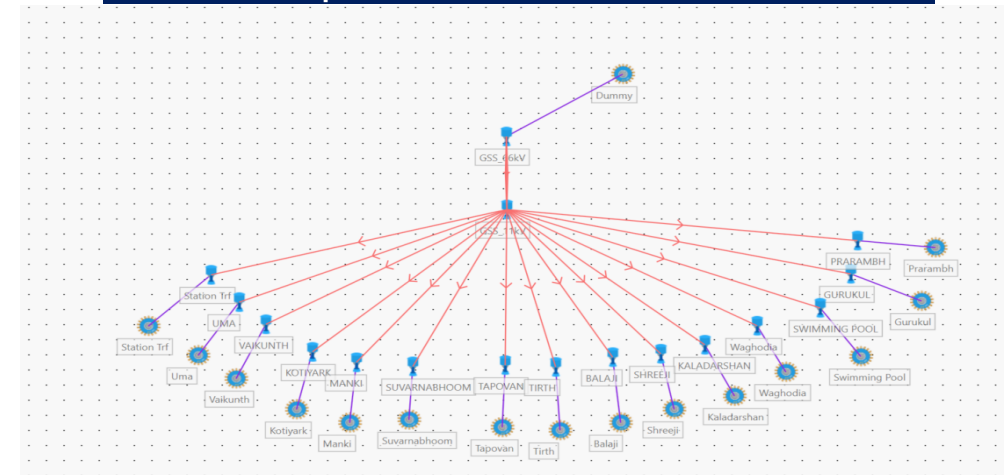 Dummy
GSS_66kV
GSS_11kV
PRARAMBH
Prarambh
Station Trf
GURUKUL
Gurukul
UMA
SWIMMING POOL
Station Trf
VAIKUNTH
Waghodia
Uma
KOTIYARK
MANKI
SUVARNABHOOM
TAPOVAN
TIRTH
BALAJI
SHREEJI
KALADARSHAN
Swimming Pool
Vaikunth
Waghodia
Kotiyark
Manki
Suvarnabhoom
Tapovan
Tirth
Balaji
Shreeji
Kaladarshan